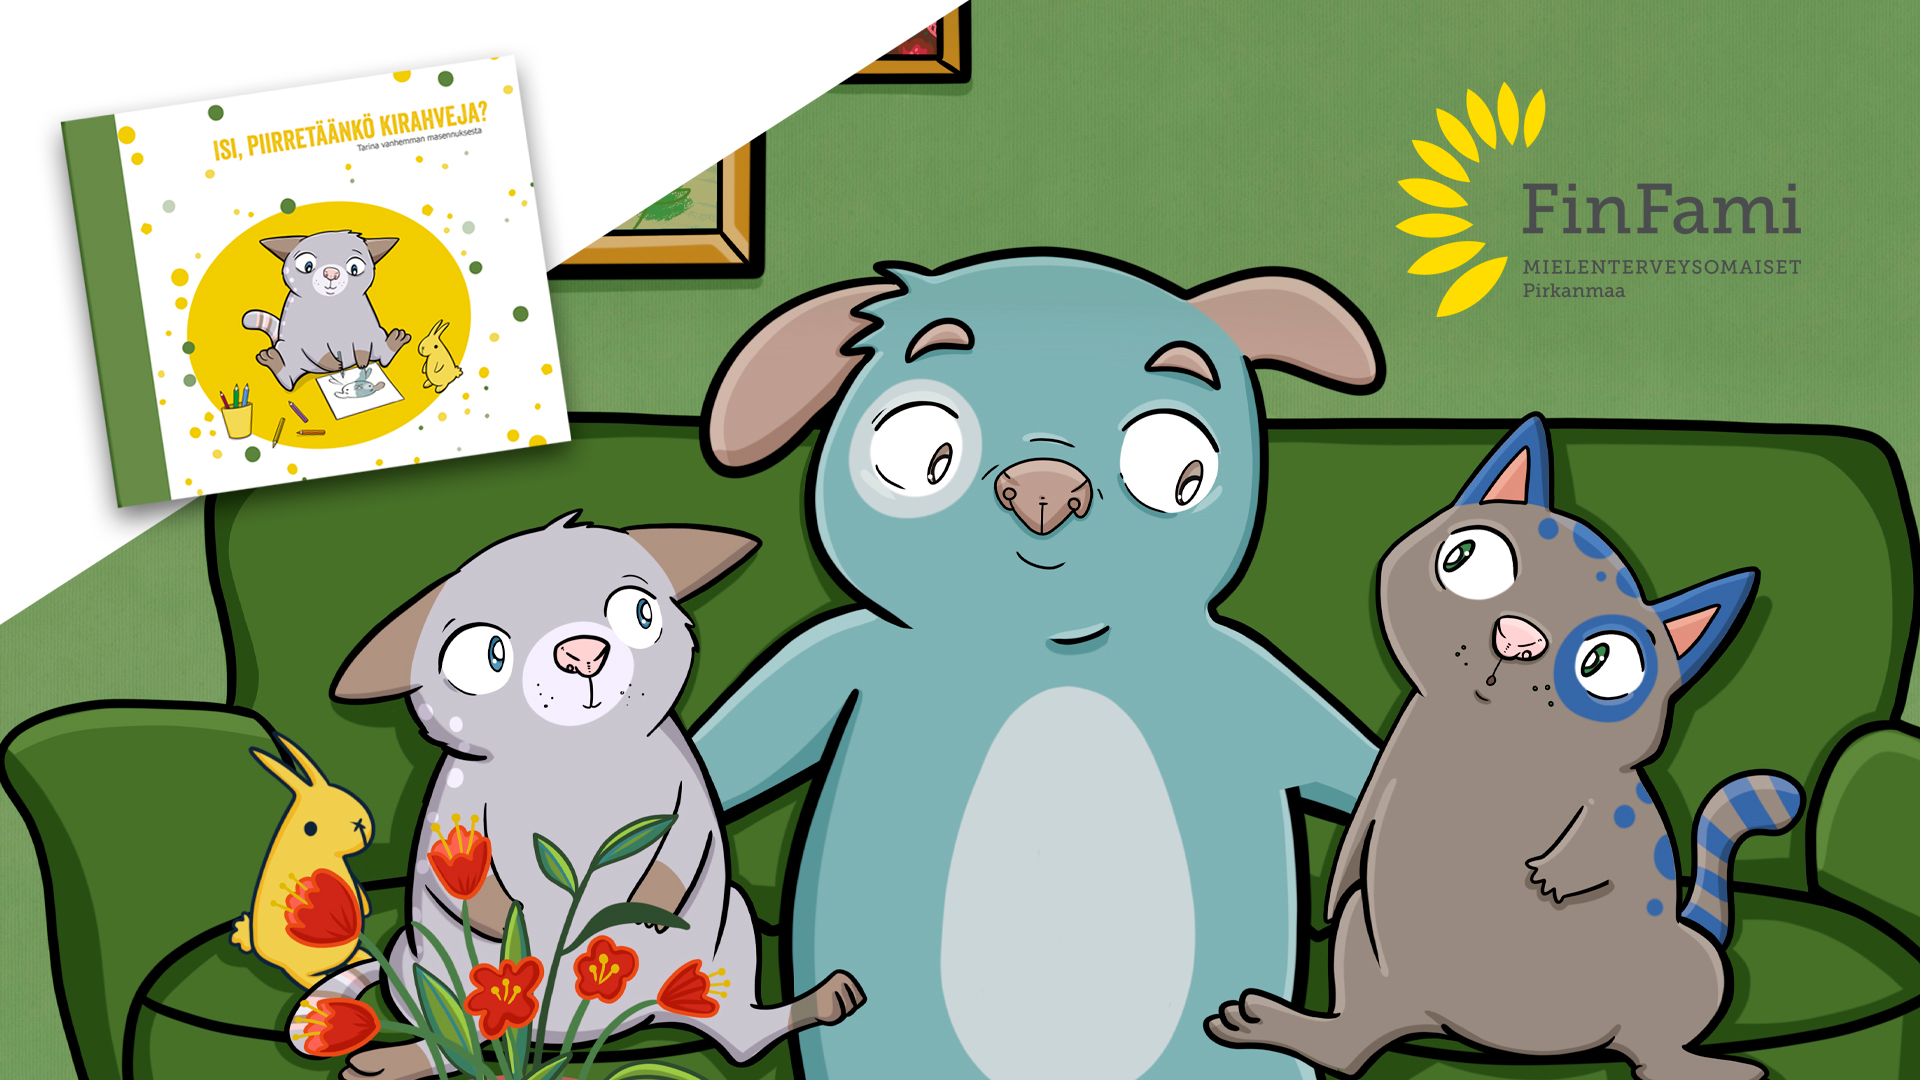 ISI, PIIRRETÄÄNKÖ KIRAHVEJA?
Tarina vanhemman masennuksesta
FinFami
MIELENTERVEYSOMAISET
Pirkanmaa